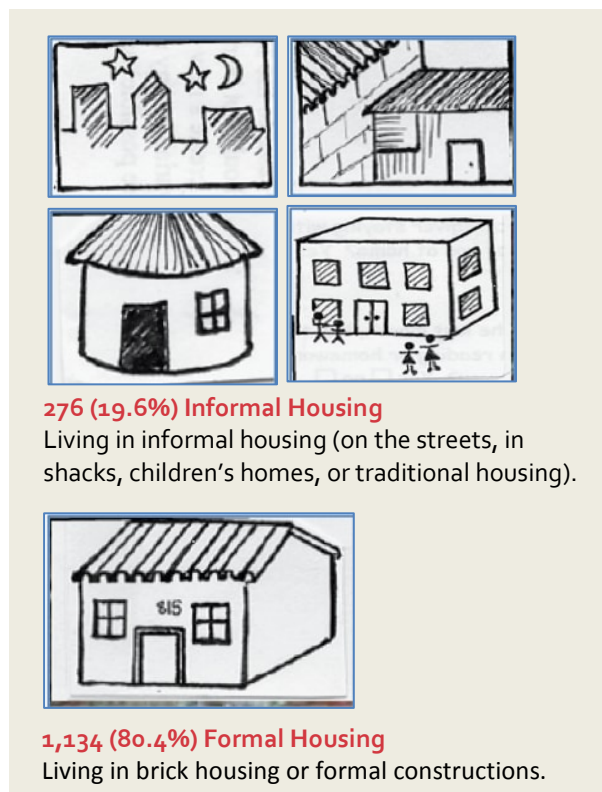 276 (19.6%) Informal Housing
Living in informal housing (on the streets, in
shacks, children's homes, or traditional housing).
815
1,134 (80.4%) Formal Housing
Living in brick housing or formal constructions.